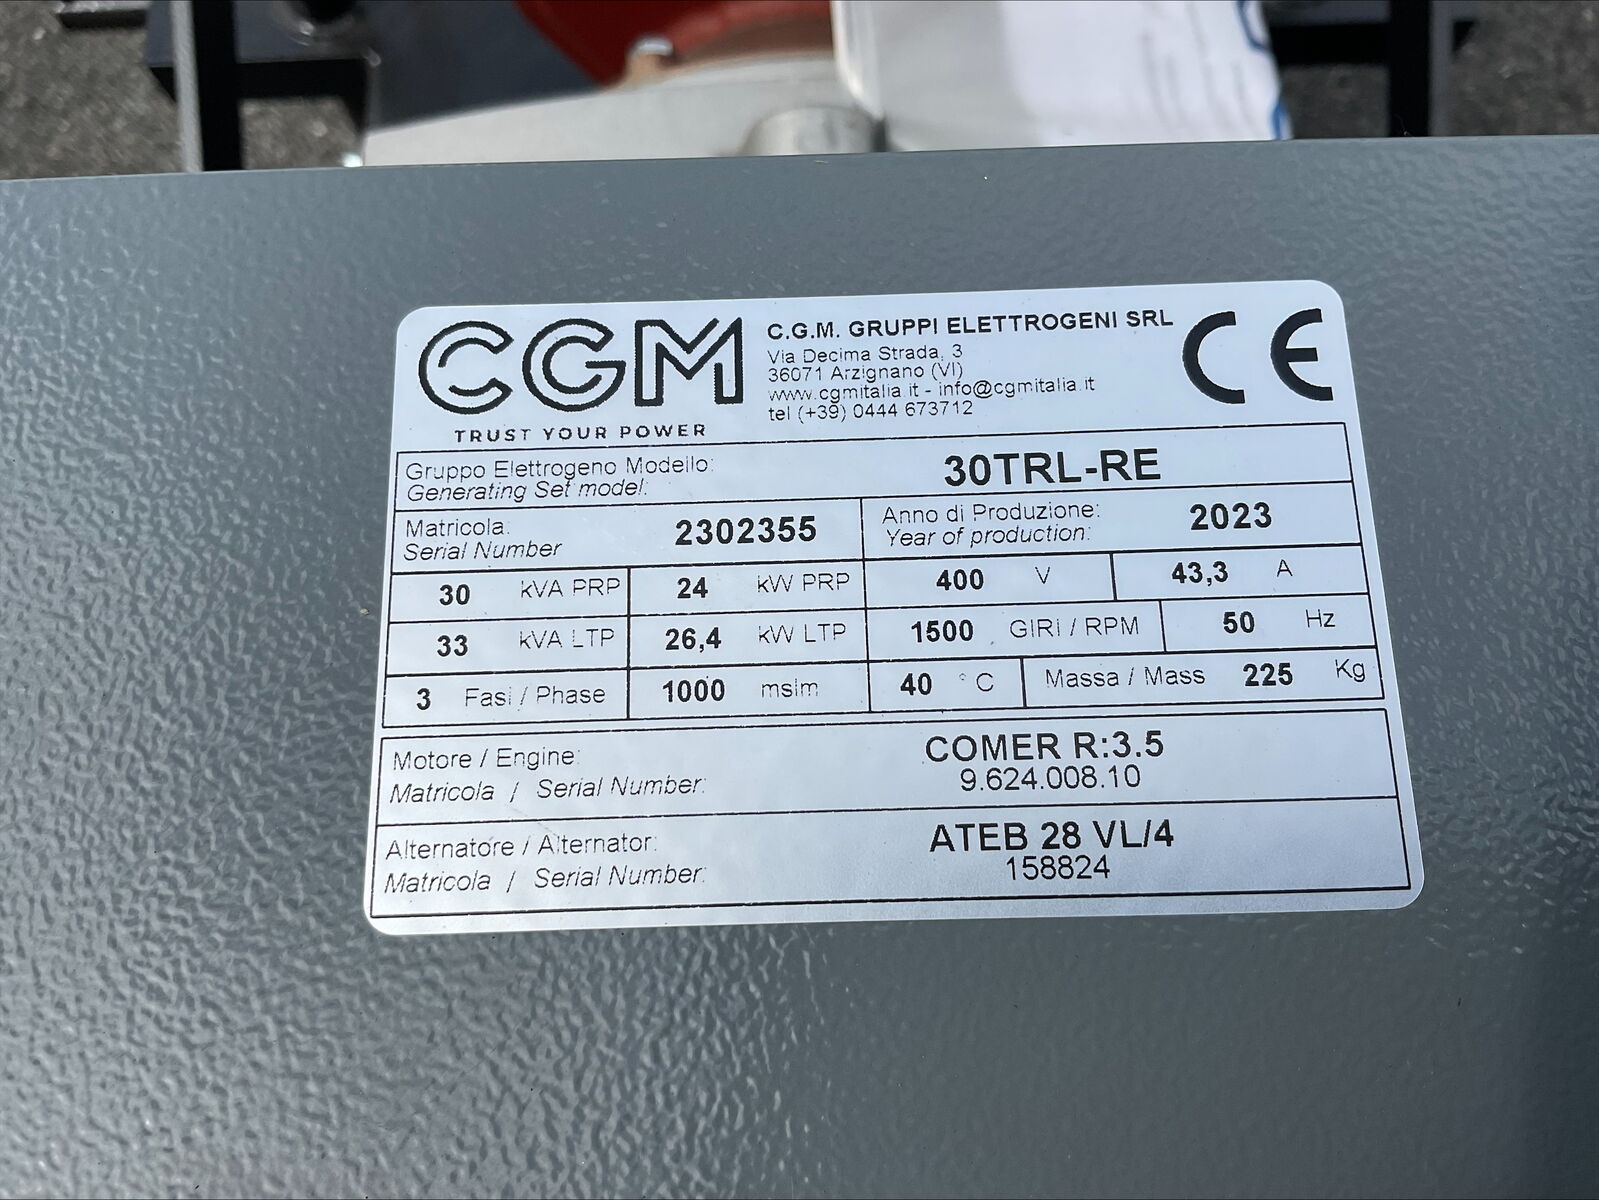 CGM
TRUST YOUR POWER
C.G.M. GRUPPI ELETTROGENI SRL
Via Decima Strada, 3
36071 Arzignano (VI)
www.cgmitalia.it - info@cgmitalia.it
tel (+39) 0444 673712
CE
Gruppo Elettrogeno Modello: 30TRL-RE
Generating Set model:
Matricola: 2302355 Anno di Produzione: 2023
Serial Number Year of production:
30 kVA PRP 24 kW PRP 400 V 43,3 A
33 kVA LTP 26,4 kW LTP 1500 GIRI / RPM 50 Hz
3 Fasi / Phase 1000 mslm 40 °C Massa / Mass 225 Kg
Motore / Engine: COMER R:3.5
Matricola / Serial Number: 9.624.008.10
Alternatore / Alternator: ATEB 28 VL/4
Matricola / Serial Number: 158824